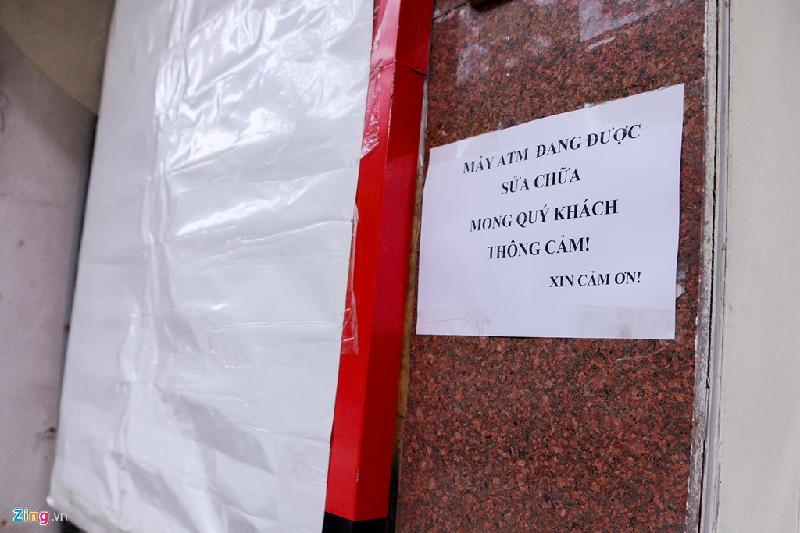 MÁY ATM ĐANG ĐƯỢC
SỬA CHỮA
MONG QUÝ KHÁCH
THÔNG CẢM!
XIN CẢM ƠN!
Zing.vn